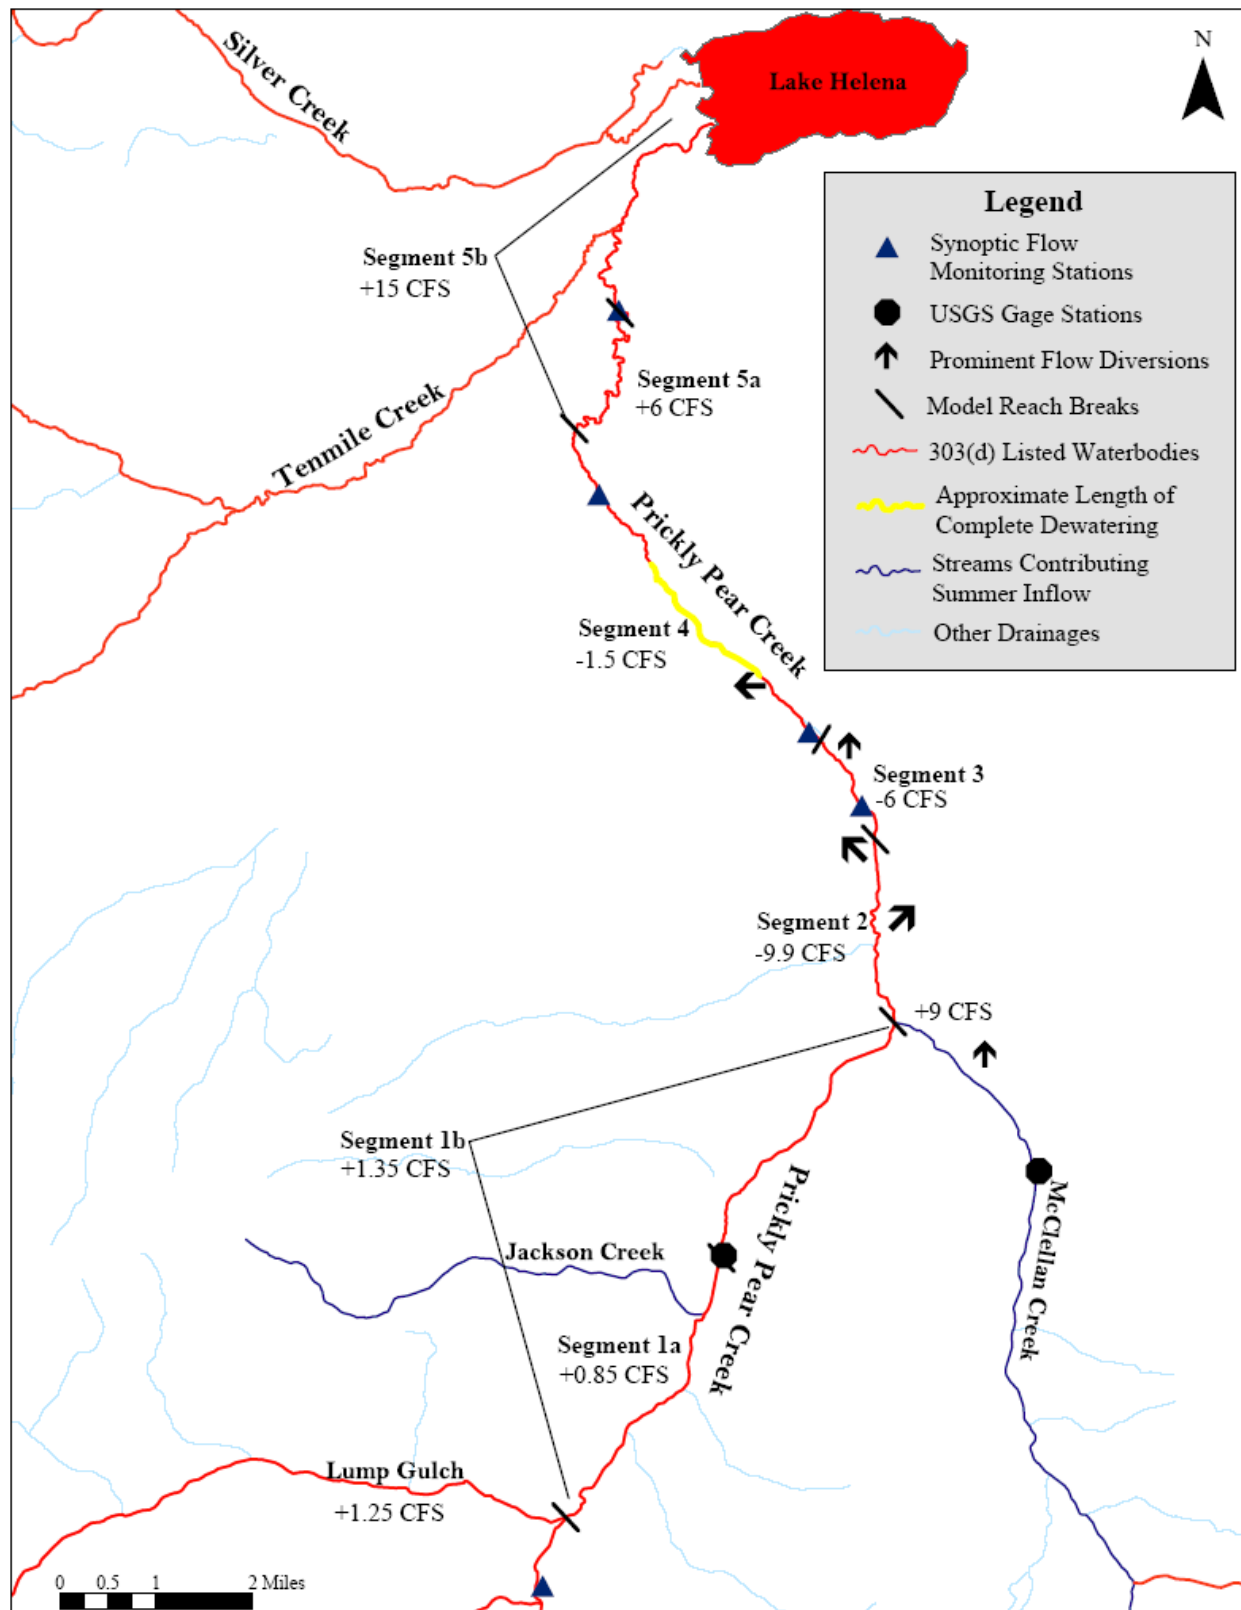 Silver Creek
Lake Helena
N
Legend
Synoptic Flow
Monitoring Stations
USGS Gage Stations
Prominent Flow Diversions
Model Reach Breaks
303(d) Listed Waterbodies
Approximate Length of
Complete Dewatering
Streams Contributing
Summer Inflow
Other Drainages
Segment 5b
+15 CFS
Segment 5a
+6 CFS
Tenmile Creek
Prickly Pear Creek
Segment 4
-1.5 CFS
Segment 3
-6 CFS
Segment 2
-9.9 CFS
+9 CFS
Segment 1b
+1.35 CFS
Prickly Pear Creek
McClellan Creek
Jackson Creek
Segment 1a
+0.85 CFS
Lump Gulch
+1.25 CFS
0 0.5 1 2 Miles